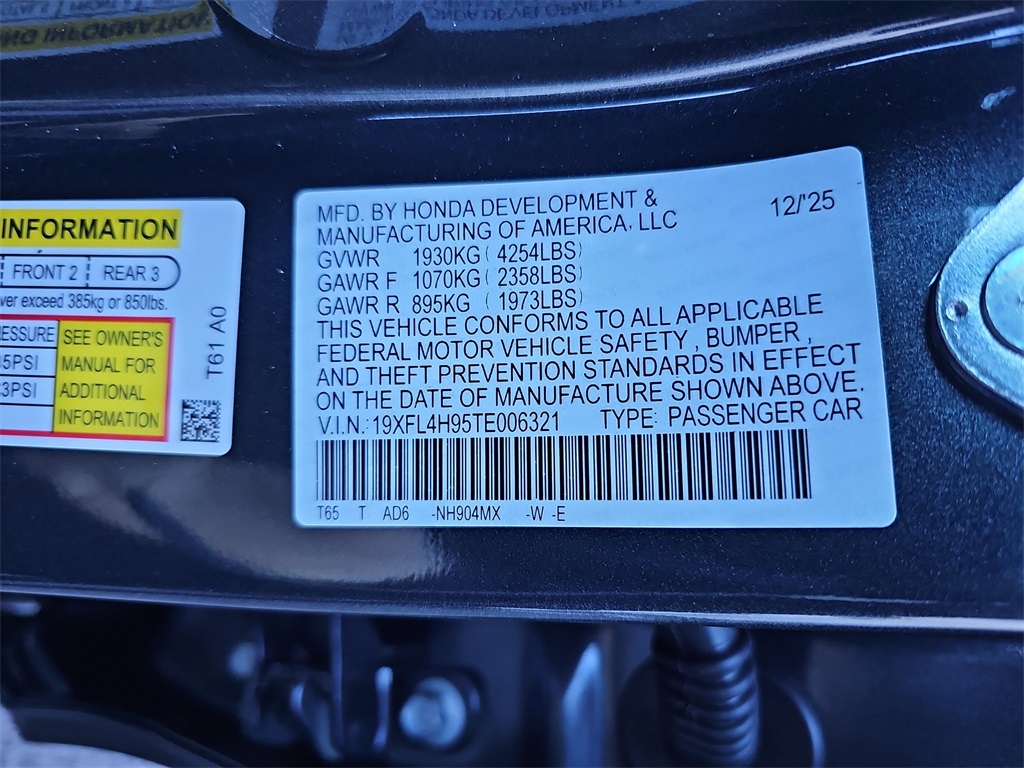 INFORMATION
FRONT 2 REAR 3
ver exceed 385kg or 850lbs.
PRESSURE
5PSI
3PSI
SEE OWNER'S
MANUAL FOR
ADDITIONAL
INFORMATION
T61 A0
MFD. BY HONDA DEVELOPMENT &
MANUFACTURING OF AMERICA, LLC
12/'25
GVWR 1930KG ( 4254LBS)
GAWR F 1070KG ( 2358LBS)
GAWR R 895KG ( 1973LBS)
THIS VEHICLE CONFORMS TO ALL APPLICABLE
FEDERAL MOTOR VEHICLE SAFETY , BUMPER ,
AND THEFT PREVENTION STANDARDS IN EFFECT
ON THE DATE OF MANUFACTURE SHOWN ABOVE.
V.I.N.:19XFL4H95TE006321 TYPE: PASSENGER CAR
T65 T AD6 -NH904MX -W -E